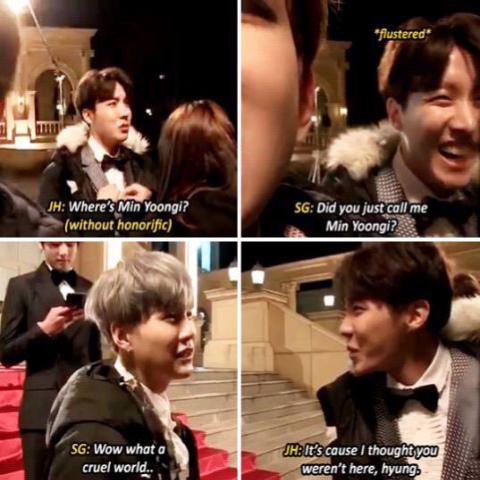 JH: Where's Min Yoongi?
(without honorific)
*flustered*
SG: Did you just call me
Min Yoongi?
SG: Wow what a
cruel world..
JH: It's cause I thought you
weren't here, hyung.